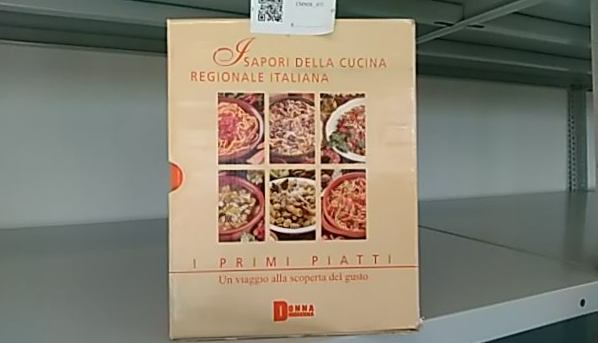 I SAPORI DELLA CUCINA
REGIONALE ITALIANA
I PRIMI PIATTI
Un viaggio alla scoperta del gusto
DONNA